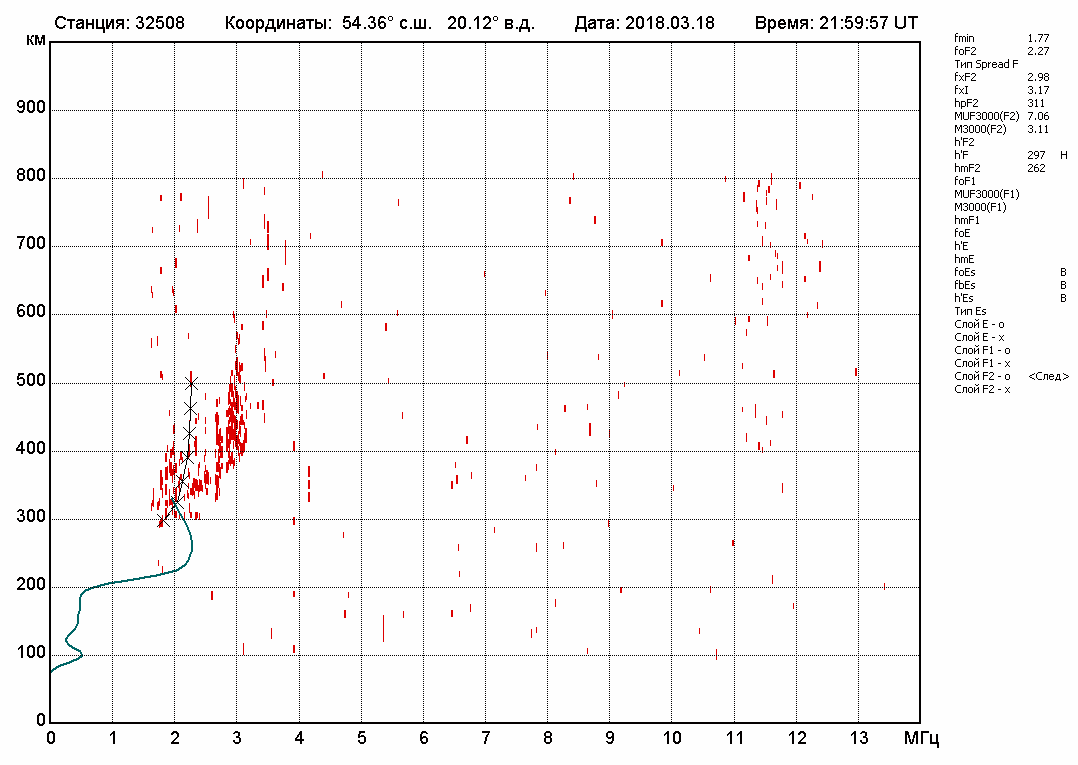 Станция: 32508 Координаты: 54.36° с.ш. 20.12° в.д. Дата: 2018.03.18 Время: 21:59:57 UT
км
900
800
700
600
500
400
300
200
100
0
0 1 2 3 4 5 6 7 8 9 10 11 12 13 МГц
fmin 1.77
foF2 2.27
Тип Spread F
fxF2 2.98
fxI 3.17
hpF2 311
MUF3000(F2) 7.06
M3000(F2) 3.11
h'F2
h'F 297 H
hmF2 262
foF1
MUF3000(F1)
M3000(F1)
hmF1
foE
h'E
hmE
foEs B
fbEs B
h'Es B
Тип Es
Слой E - o
Слой E - x
Слой F1 - o
Слой F1 - x
Слой F2 - o <След>
Слой F2 - x